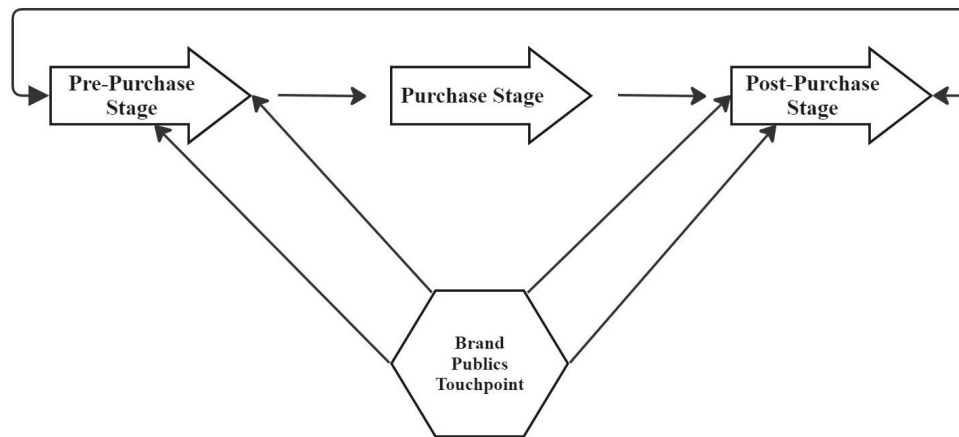 Pre-Purchase
Stage
Purchase Stage
Post-Purchase
Stage
Brand
Publics
Touchpoint